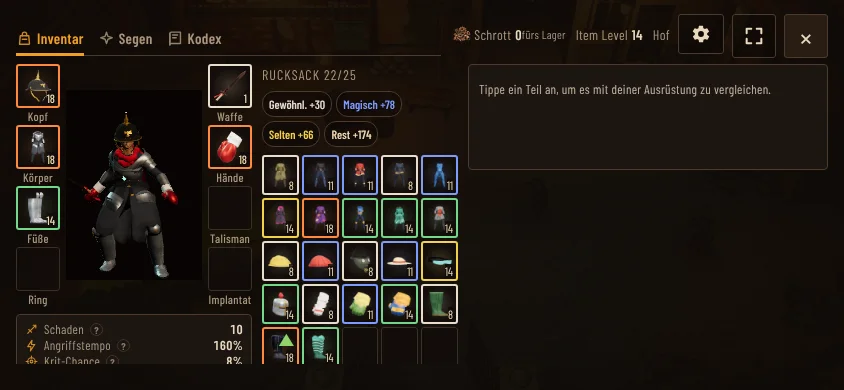 Inventar
Segen
Kodex
Schrott 0 fürs Lager
Item Level 14
Hof
RUCKSACK 22/25
Gewöhnl. +30
Magisch +78
Selten +66
Rest +174
18
Kopf
1
Waffe
18
Körper
18
Hände
14
Füße
Talisman
Ring
Implantat
8 11 11 8 11
14 18 14 14 14
8 11 8 11 14
14 8 11 14 8
18 14
Schaden ? 10
Angriffstempo ? 160%
Krit-Chance ? 8%
Tippe ein Teil an, um es mit deiner Ausrüstung zu vergleichen.